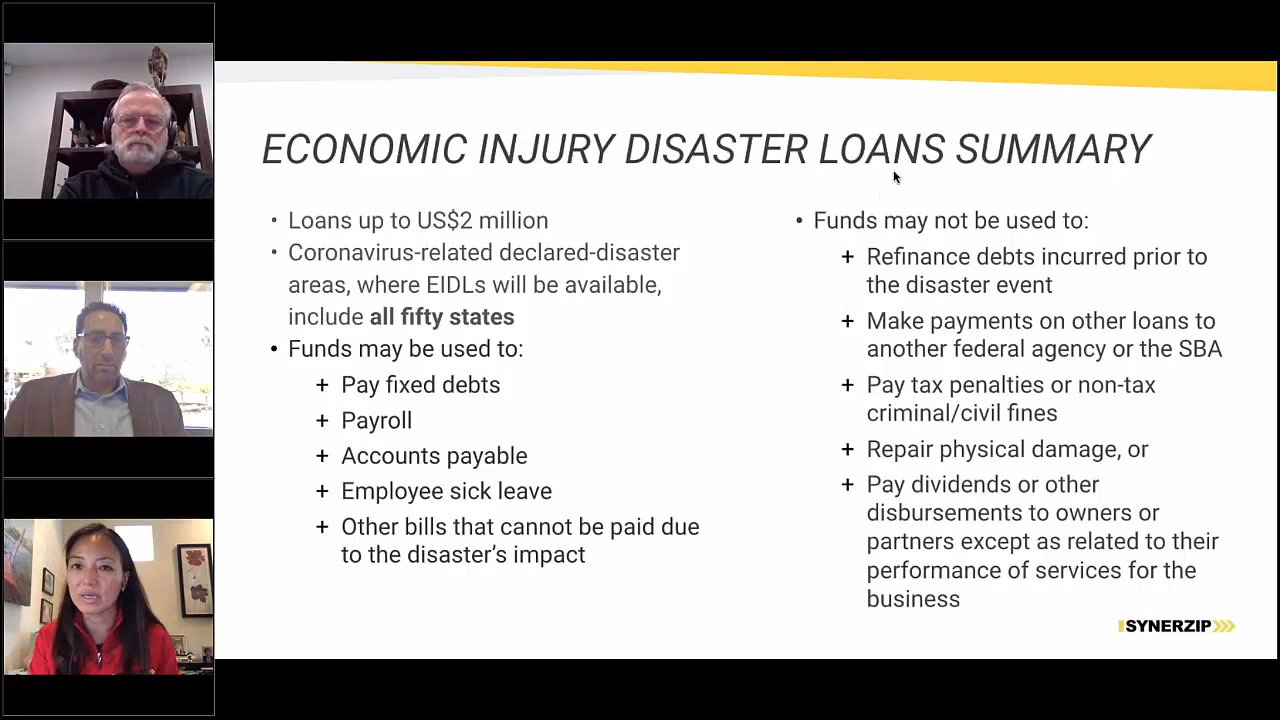 ECONOMIC INJURY DISASTER LOANS SUMMARY
• Loans up to US$2 million
• Coronavirus-related declared-disaster
areas, where EIDLs will be available,
include all fifty states
• Funds may be used to:
+ Pay fixed debts
+ Payroll
+ Accounts payable
+ Employee sick leave
+ Other bills that cannot be paid due
to the disaster’s impact
• Funds may not be used to:
+ Refinance debts incurred prior to
the disaster event
+ Make payments on other loans to
another federal agency or the SBA
+ Pay tax penalties or non-tax
criminal/civil fines
+ Repair physical damage, or
+ Pay dividends or other
disbursements to owners or
partners except as related to their
performance of services for the
business
SYNERZIP